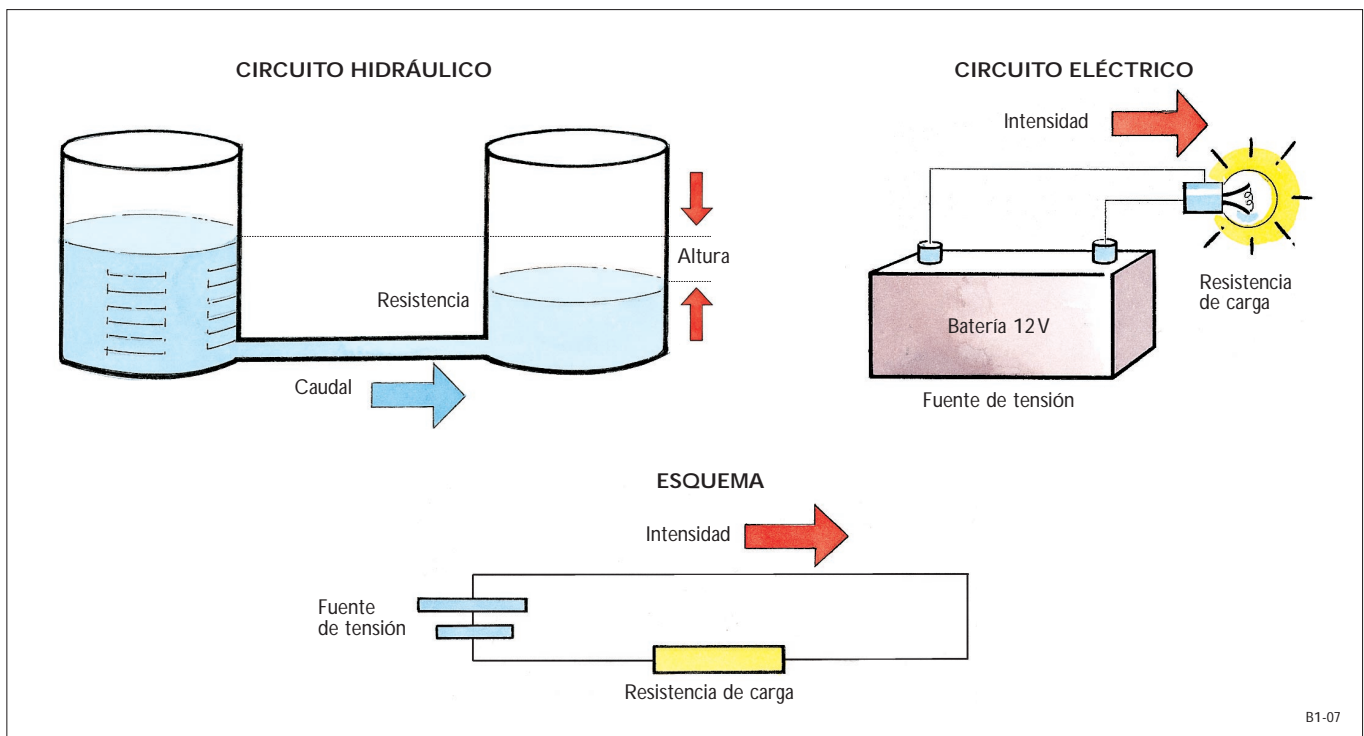 CIRCUITO HIDRÁULICO
Altura
Resistencia
Caudal
CIRCUITO ELÉCTRICO
Intensidad
Resistencia
de carga
Batería 12V
Fuente de tensión
ESQUEMA
Intensidad
Fuente
de tensión
Resistencia de carga
B1-07